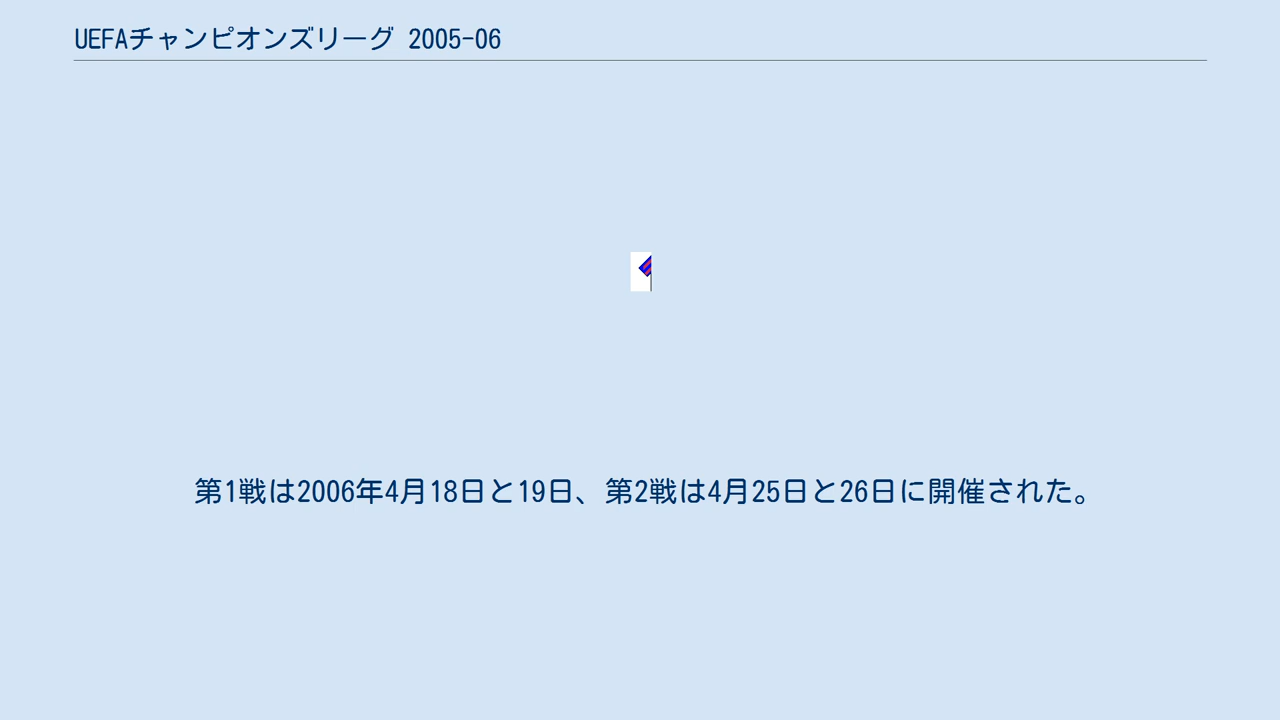 UEFAチャンピオンズリーグ 2005-06
第1戦は2006年4月18日と19日、第2戦は4月25日と26日に開催された。